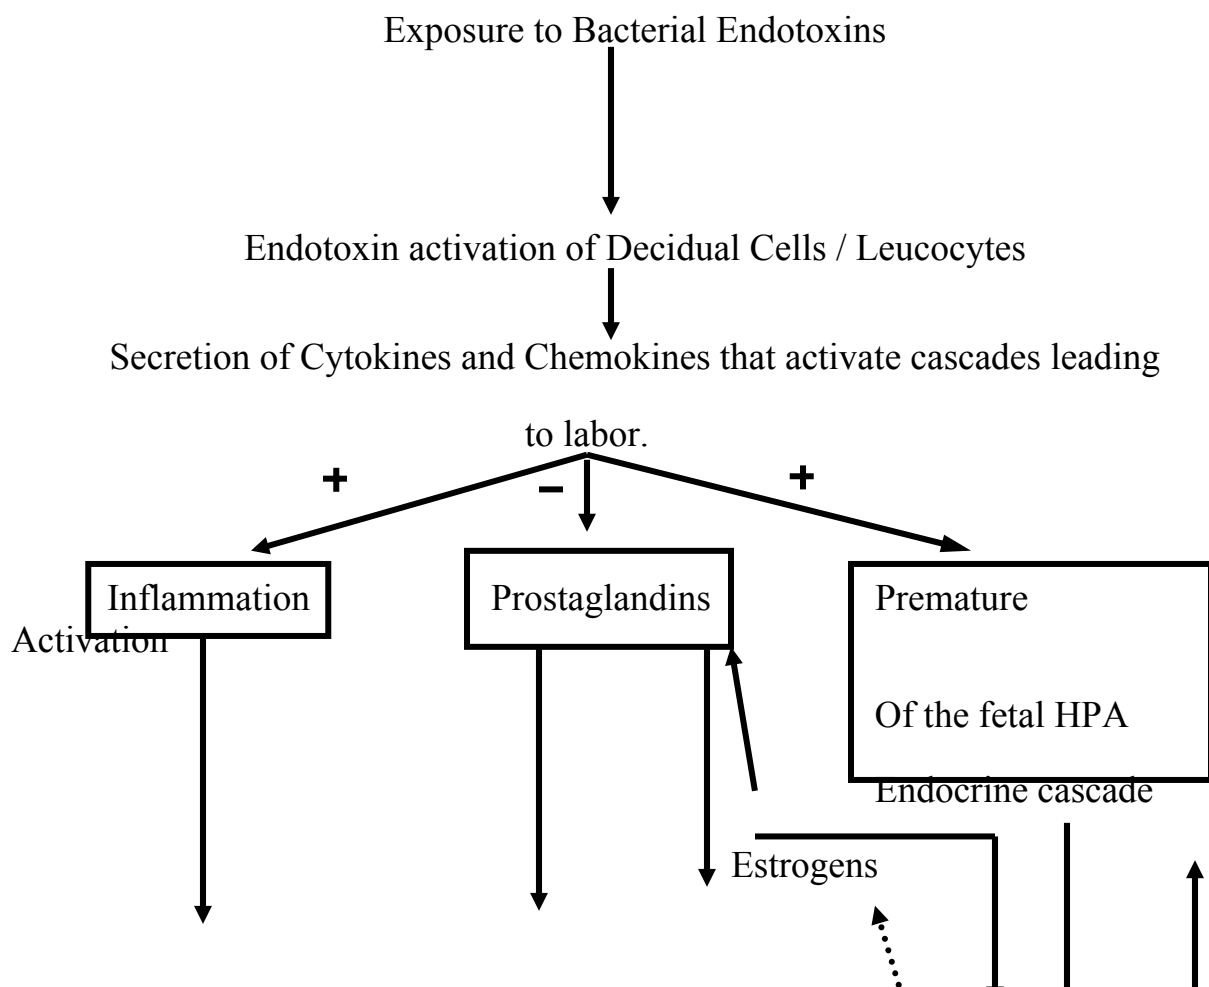 Exposure to Bacterial Endotoxins
Endotoxin activation of Decidual Cells / Leucocytes
Secretion of Cytokines and Chemokines that activate cascades leading
to labor.
+ − +
Inflammation Prostaglandins Premature
Activation
Of the fetal HPA
Endocrine cascade
Estrogens